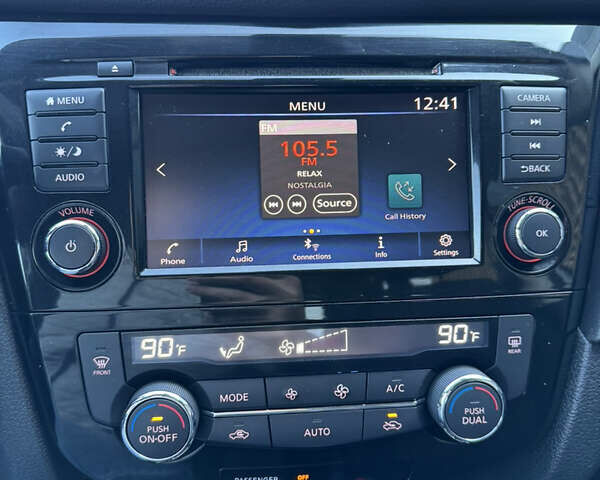 MENU
MENU
12:41
CAMERA
FM
105.5
FM
RELAX
NOSTALGIA
Source
Call History
AUDIO
BACK
VOLUME
TUNE·SCROLL
OK
Phone
Audio
Connections
Info
Settings
90°F
90°F
FRONT
REAR
MODE
A/C
PUSH
ON·OFF
AUTO
PUSH
DUAL
PASSENGER
OFF